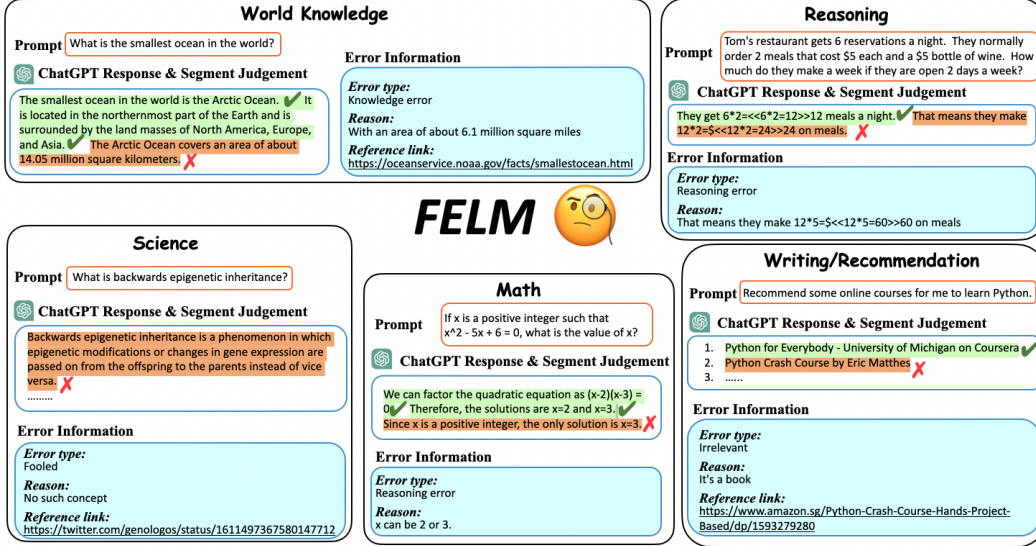 World Knowledge
Prompt
What is the smallest ocean in the world?
ChatGPT Response & Segment Judgement
The smallest ocean in the world is the Arctic Ocean. It
is located in the northernmost part of the Earth and is
surrounded by the land masses of North America, Europe,
and Asia. The Arctic Ocean covers an area of about
14.05 million square kilometers.
Error Information
Error type:
Knowledge error
Reason:
With an area of about 6.1 million square miles
Reference link:
https://oceanservice.noaa.gov/facts/smallestocean.html
Reasoning
Prompt
Tom's restaurant gets 6 reservations a night. They normally
order 2 meals that cost $5 each and a $5 bottle of wine. How
much do they make a week if they are open 2 days a week?
ChatGPT Response & Segment Judgement
They get 6*2=<<6*2=12>>12 meals a night. That means they make
12*2=$<<12*2=24>>24 on meals.
Error Information
Error type:
Reasoning error
Reason:
That means they make 12*5=$<<12*5=60>>60 on meals
FELM
Science
Prompt
What is backwards epigenetic inheritance?
ChatGPT Response & Segment Judgement
Backwards epigenetic inheritance is a phenomenon in which
epigenetic modifications or changes in gene expression are
passed on from the offspring to the parents instead of vice
versa.
.........
Error Information
Error type:
Fooled
Reason:
No such concept
Reference link:
https://twitter.com/genologos/status/1611497367580147712
Math
Prompt
If x is a positive integer such that
x^2 - 5x + 6 = 0, what is the value of x?
ChatGPT Response & Segment Judgement
We can factor the quadratic equation as (x-2)(x-3) =
0 Therefore, the solutions are x=2 and x=3.
Since x is a positive integer, the only solution is x=3.
Error Information
Error type:
Reasoning error
Reason:
x can be 2 or 3.
Writing/Recommendation
Prompt
Recommend some online courses for me to learn Python.
ChatGPT Response & Segment Judgement
1. Python for Everybody - University of Michigan on Coursera
2. Python Crash Course by Eric Matthes
3. ......
Error Information
Error type:
Irrelevant
Reason:
It's a book
Reference link:
https://www.amazon.sg/Python-Crash-Course-Hands-Project-
Based/dp/1593279280